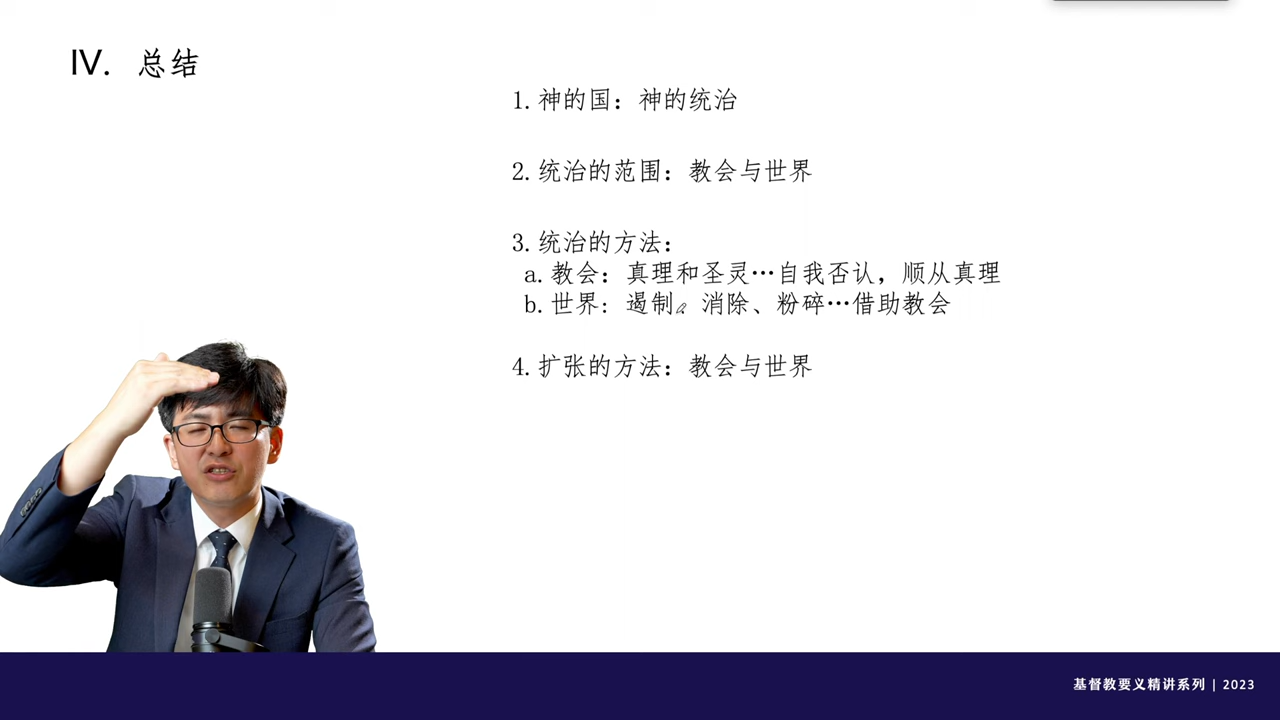 IV. 总结
1. 神的国：神的统治
2. 统治的范围：教会与世界
3. 统治的方法：
a. 教会：真理和圣灵…自我否认，顺从真理
b. 世界：遏制、消除、粉碎…借助教会
4. 扩张的方法：教会与世界
基督教要义精讲系列 | 2023